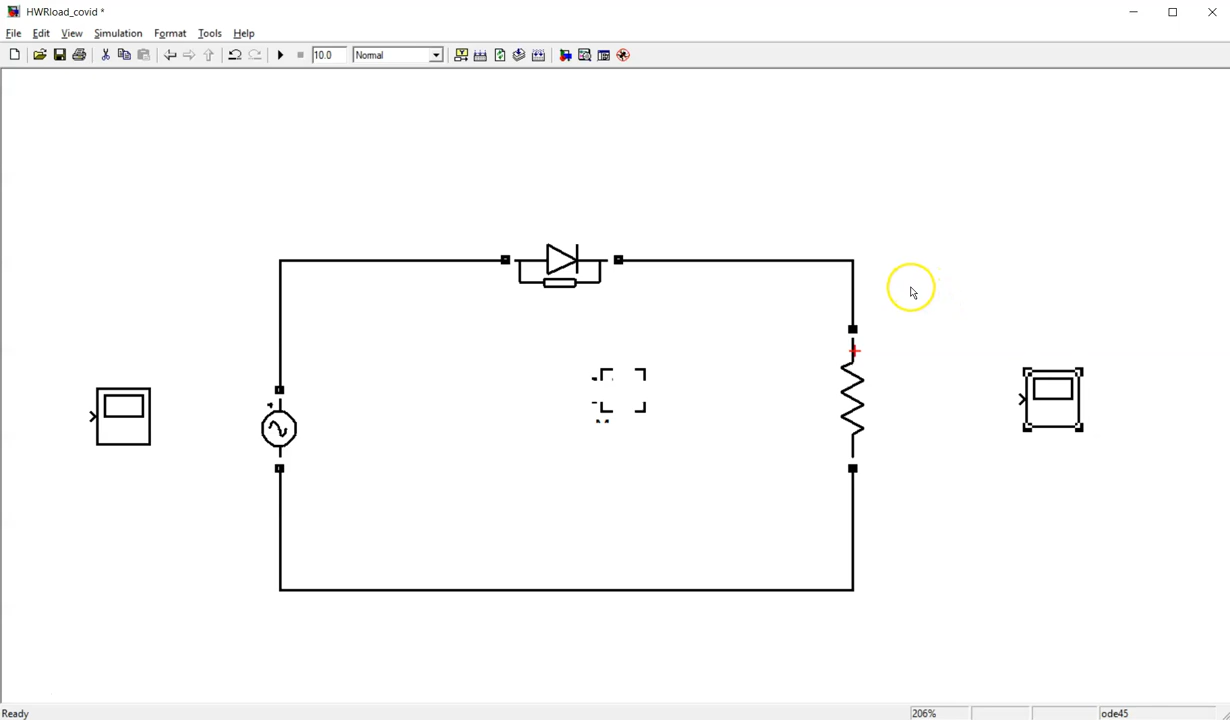 HWRload_covid *
File Edit View Simulation Format Tools Help
10.0 Normal
Ready 206% ode45